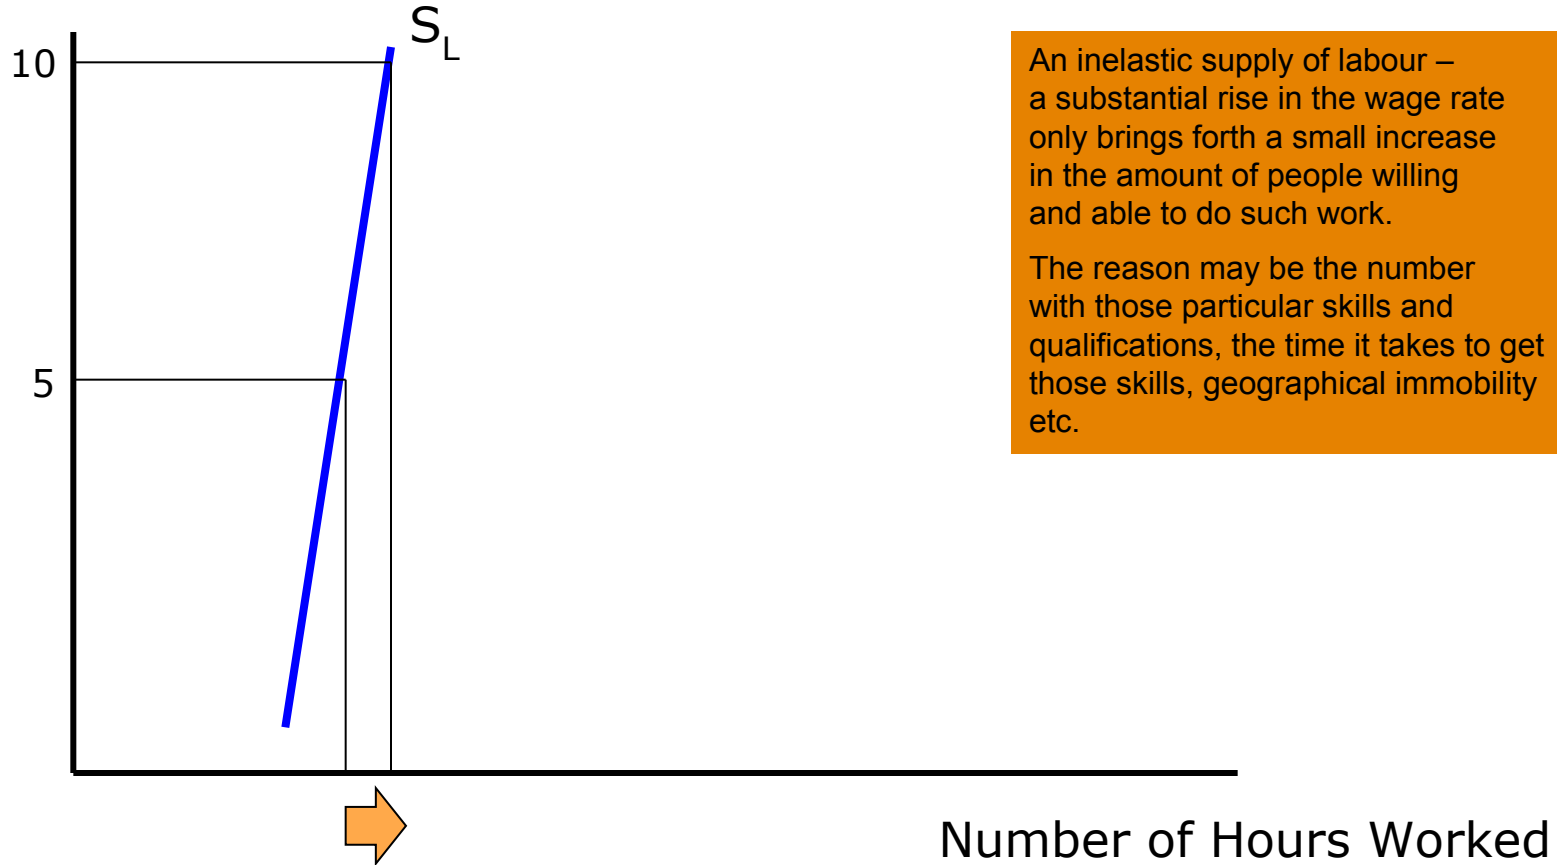 S_L
10
5
An inelastic supply of labour –
a substantial rise in the wage rate
only brings forth a small increase
in the amount of people willing
and able to do such work.
The reason may be the number
with those particular skills and
qualifications, the time it takes to get
those skills, geographical immobility
etc.
Number of Hours Worked